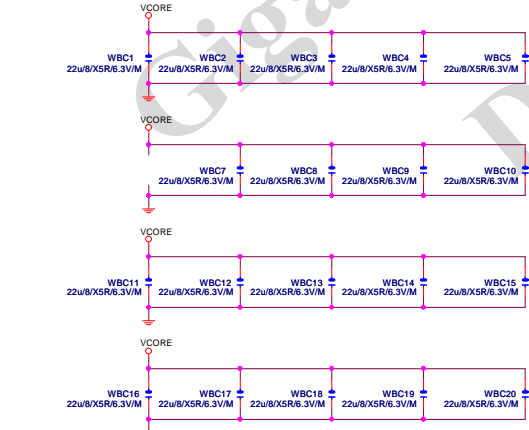 VCORE
WBC1 WBC2 WBC3 WBC4 WBC5
22u/8/X5R/6.3V/M 22u/8/X5R/6.3V/M 22u/8/X5R/6.3V/M 22u/8/X5R/6.3V/M 22u/8/X5R/6.3V/M
VCORE
WBC7 WBC8 WBC9 WBC10
22u/8/X5R/6.3V/M 22u/8/X5R/6.3V/M 22u/8/X5R/6.3V/M 22u/8/X5R/6.3V/M
VCORE
WBC11 WBC12 WBC13 WBC14 WBC15
22u/8/X5R/6.3V/M 22u/8/X5R/6.3V/M 22u/8/X5R/6.3V/M 22u/8/X5R/6.3V/M 22u/8/X5R/6.3V/M
VCORE
WBC16 WBC17 WBC18 WBC19 WBC20
22u/8/X5R/6.3V/M 22u/8/X5R/6.3V/M 22u/8/X5R/6.3V/M 22u/8/X5R/6.3V/M 22u/8/X5R/6.3V/M